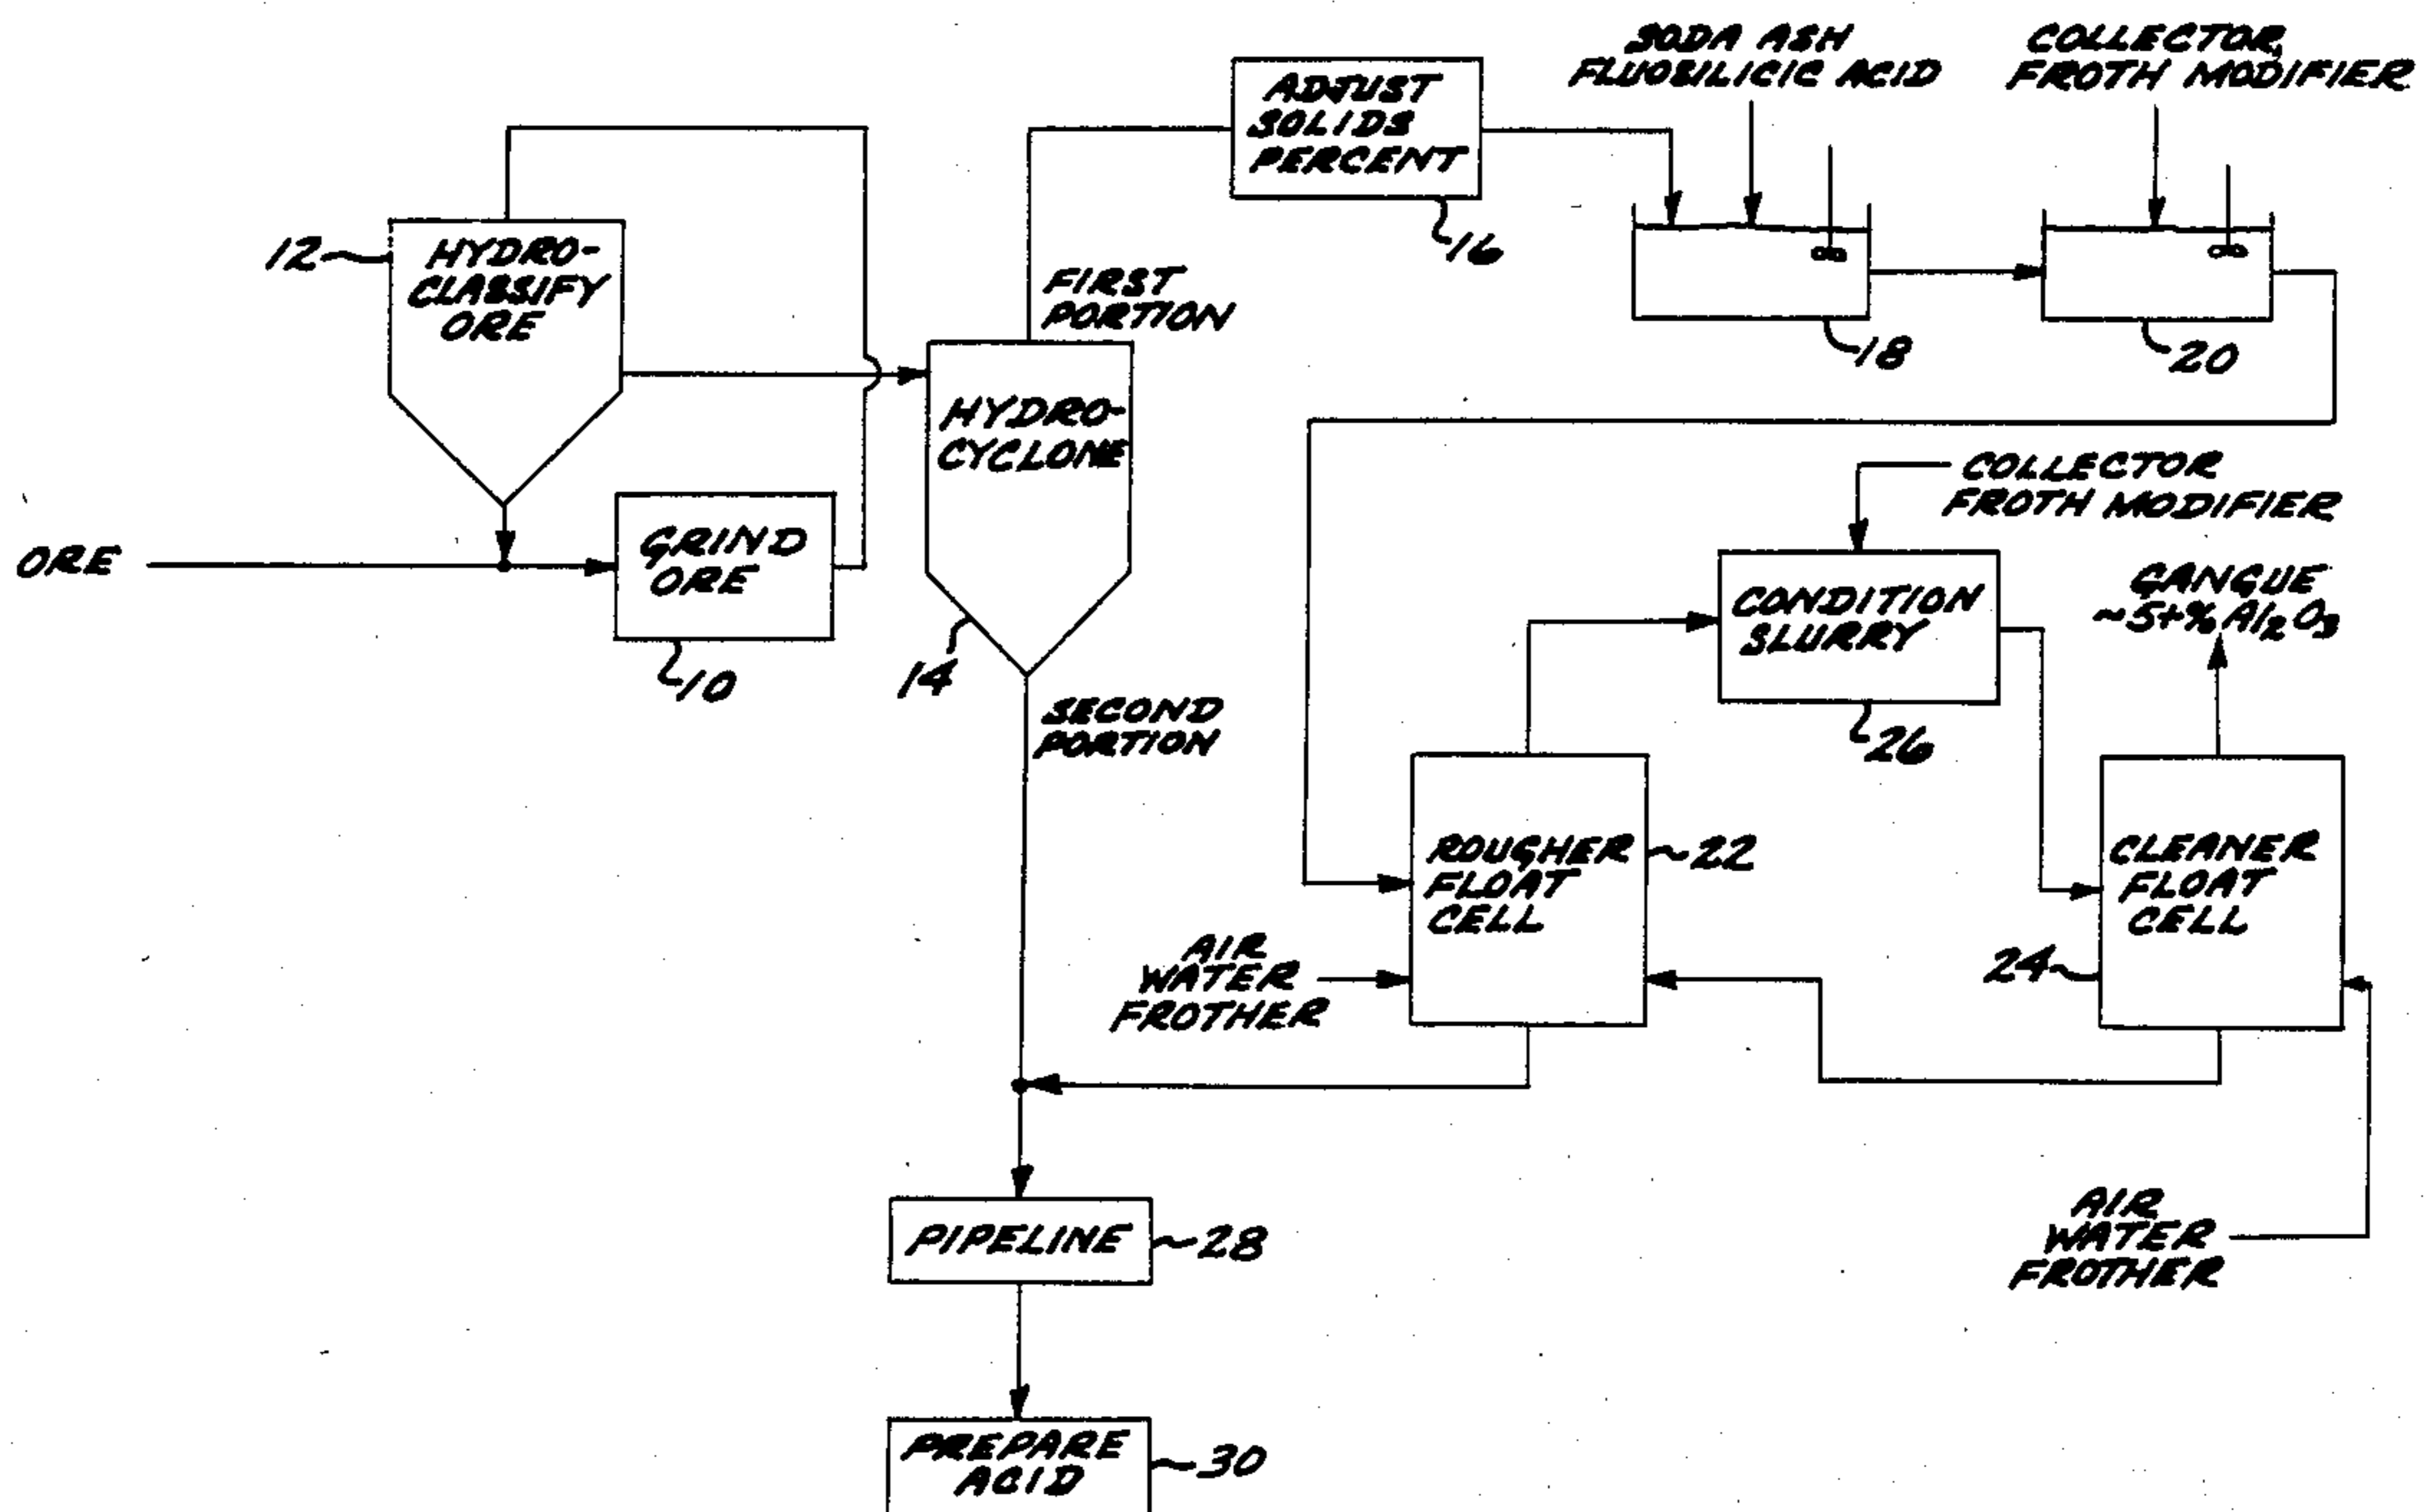 SODA ASH
FLUOSILICIC ACID
COLLECTOR,
FROTH MODIFIER
ADJUST
SOLIDS
PERCENT
16
18
20
12
HYDRO-
CLASSIFY
ORE
FIRST
PORTION
HYDRO-
CYCLONE
14
ORE
GRIND
ORE
10
SECOND
PORTION
COLLECTOR
FROTH MODIFIER
CONDITION
SLURRY
26
GANGUE
~5+% Al2O3
ROUGHER
FLOAT
CELL
22
CLEANER
FLOAT
CELL
24
AIR
WATER
FROTHER
AIR
WATER
FROTHER
PIPELINE
28
PREPARE
ACID
30